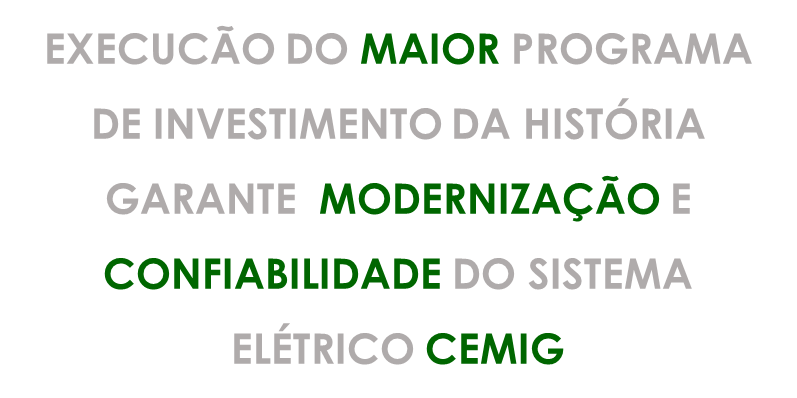 EXECUCÃO DO MAIOR PROGRAMA
DE INVESTIMENTO DA HISTÓRIA
GARANTE MODERNIZAÇÃO E
CONFIABILIDADE DO SISTEMA
ELÉTRICO CEMIG